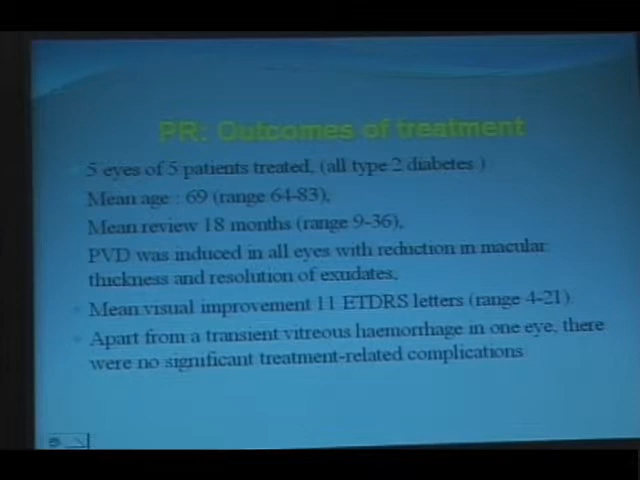 PR: Outcomes of treatment
5 eyes of 5 patients treated, (all type 2 diabetes )
Mean age : 69 (range 64-83),
Mean review 18 months (range 9-36),
PVD was induced in all eyes with reduction in macular
thickness and resolution of exudates,
Mean visual improvement 11 ETDRS letters (range 4-21)
Apart from a transient vitreous haemorrhage in one eye, there
were no significant treatment-related complications